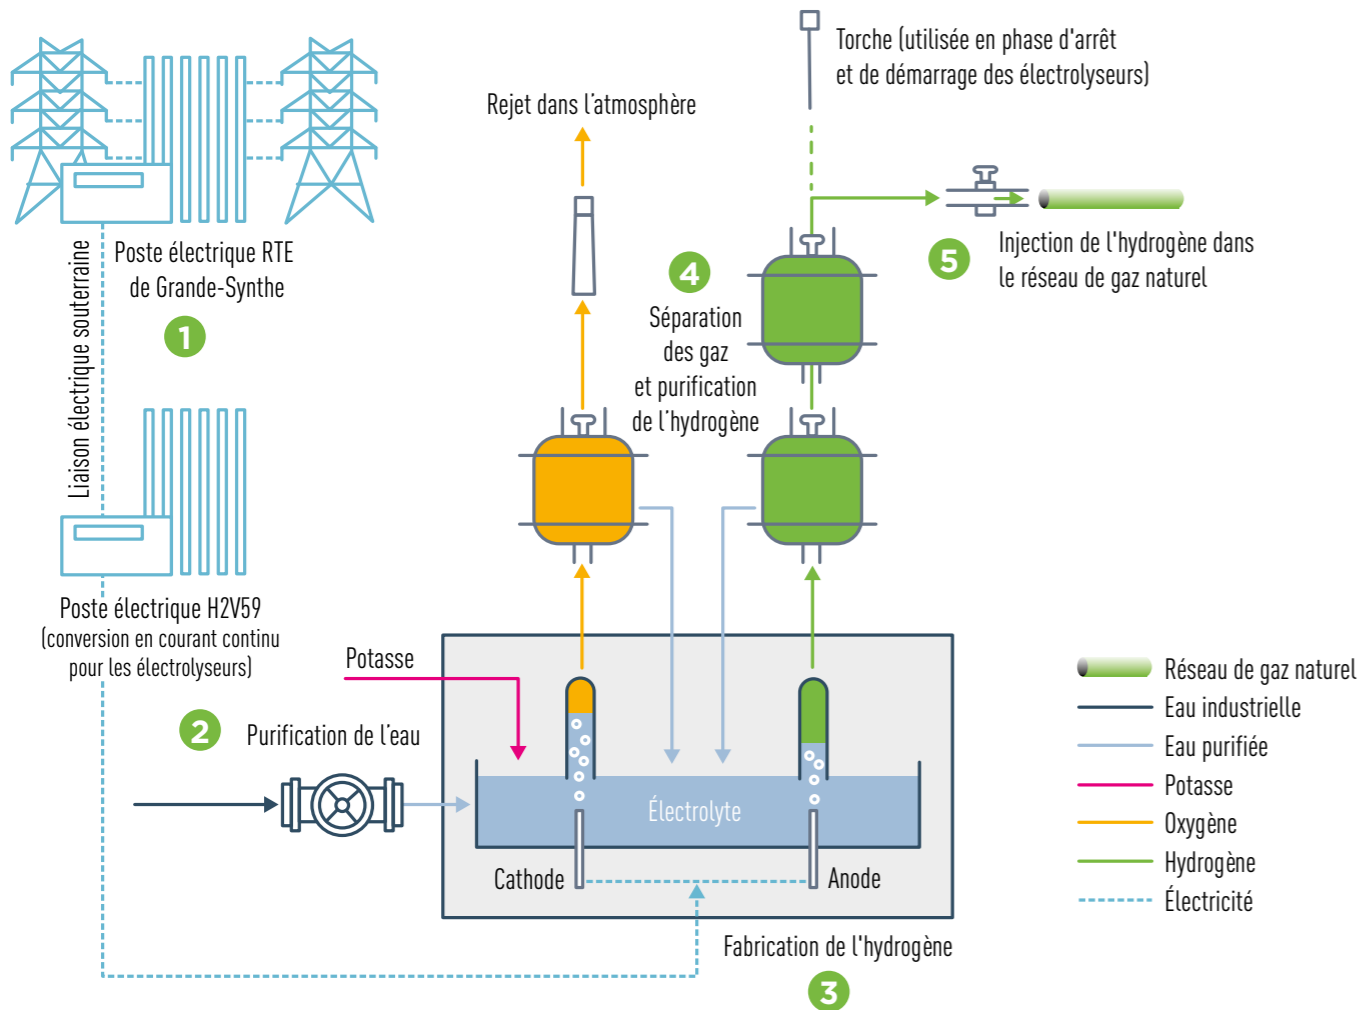 Poste électrique RTE
de Grande-Synthe
1
Liaison électrique souterraine
Poste électrique H2V59
(conversion en courant continu
pour les électrolyseurs)
2
Purification de l'eau
Potasse
Électrolyte
Cathode
Anode
Fabrication de l'hydrogène
3
Rejet dans l'atmosphère
4
Séparation
des gaz
et purification
de l'hydrogène
Torche (utilisée en phase d'arrêt
et de démarrage des électrolyseurs)
5
Injection de l'hydrogène dans
le réseau de gaz naturel
Réseau de gaz naturel
Eau industrielle
Eau purifiée
Potasse
Oxygène
Hydrogène
Électricité